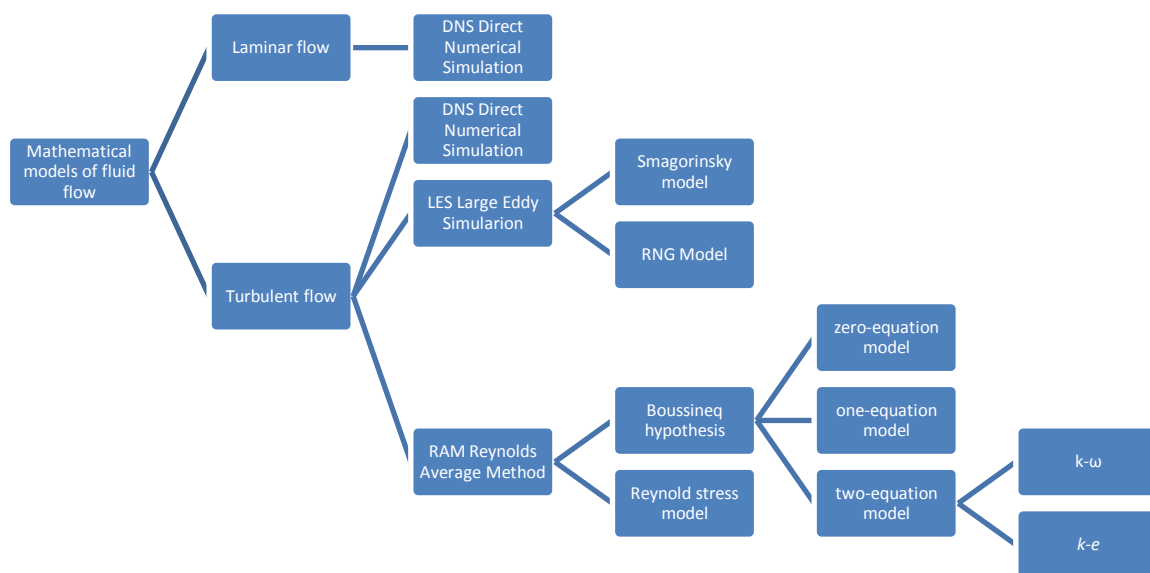 Mathematical
models of fluid
flow
Laminar flow
DNS Direct
Numerical
Simulation
Turbulent flow
DNS Direct
Numerical
Simulation
LES Large Eddy
Simularion
Smagorinsky
model
RNG Model
RAM Reynolds
Average Method
Boussineq
hypothesis
zero-equation
model
one-equation
model
two-equation
model
k-ω
k-e
Reynold stress
model